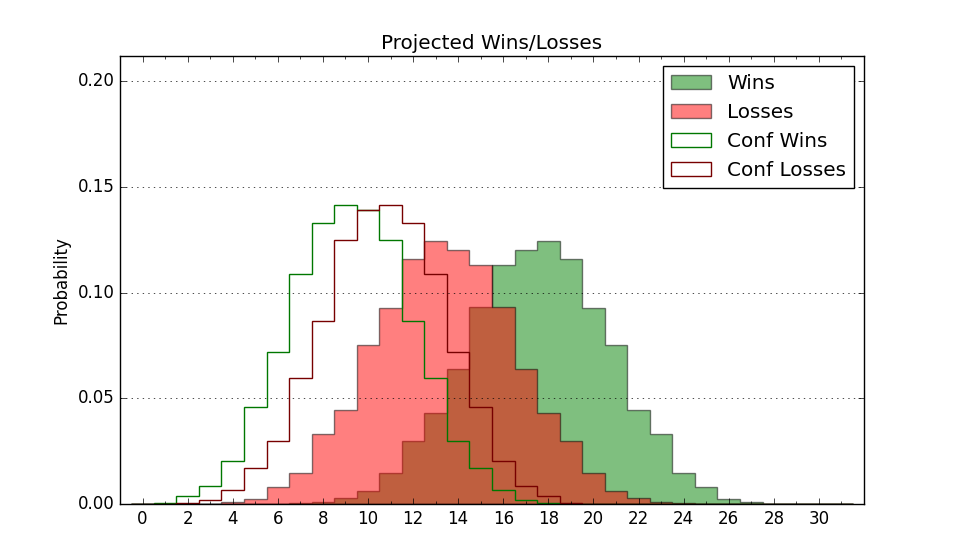 Projected Wins/Losses
Wins
Losses
Conf Wins
Conf Losses
Probability
0.20
0.15
0.10
0.05
0.00
0 2 4 6 8 10 12 14 16 18 20 22 24 26 28 30